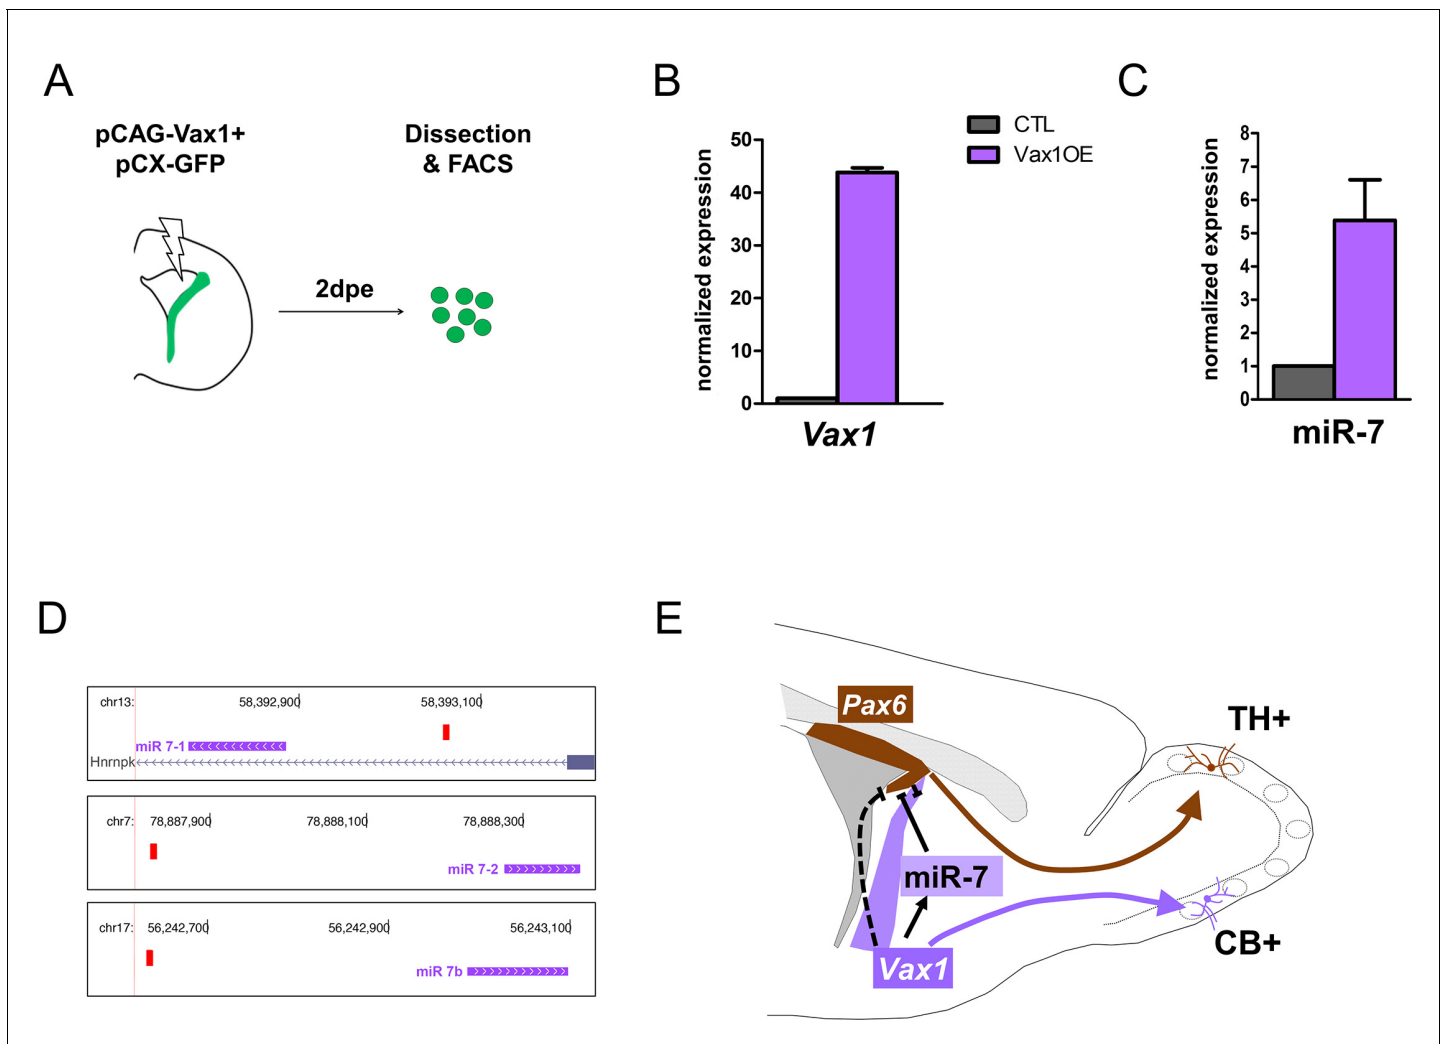 A
pCAG-Vax1+
pCX-GFP
Dissection
& FACS
2dpe
B
normalized expression
50
40
30
20
10
0
Vax1
CTL
Vax1OE
C
normalized expression
8
7
6
5
4
3
2
1
0
miR-7
D
chr13: 58,392,900 58,393,100
miR 7-1
Hnrnpk
chr7: 78,887,900 78,888,100 78,888,300
miR 7-2
chr17: 56,242,700 56,242,900 56,243,100
miR 7b
E
Pax6
TH+
miR-7
CB+
Vax1